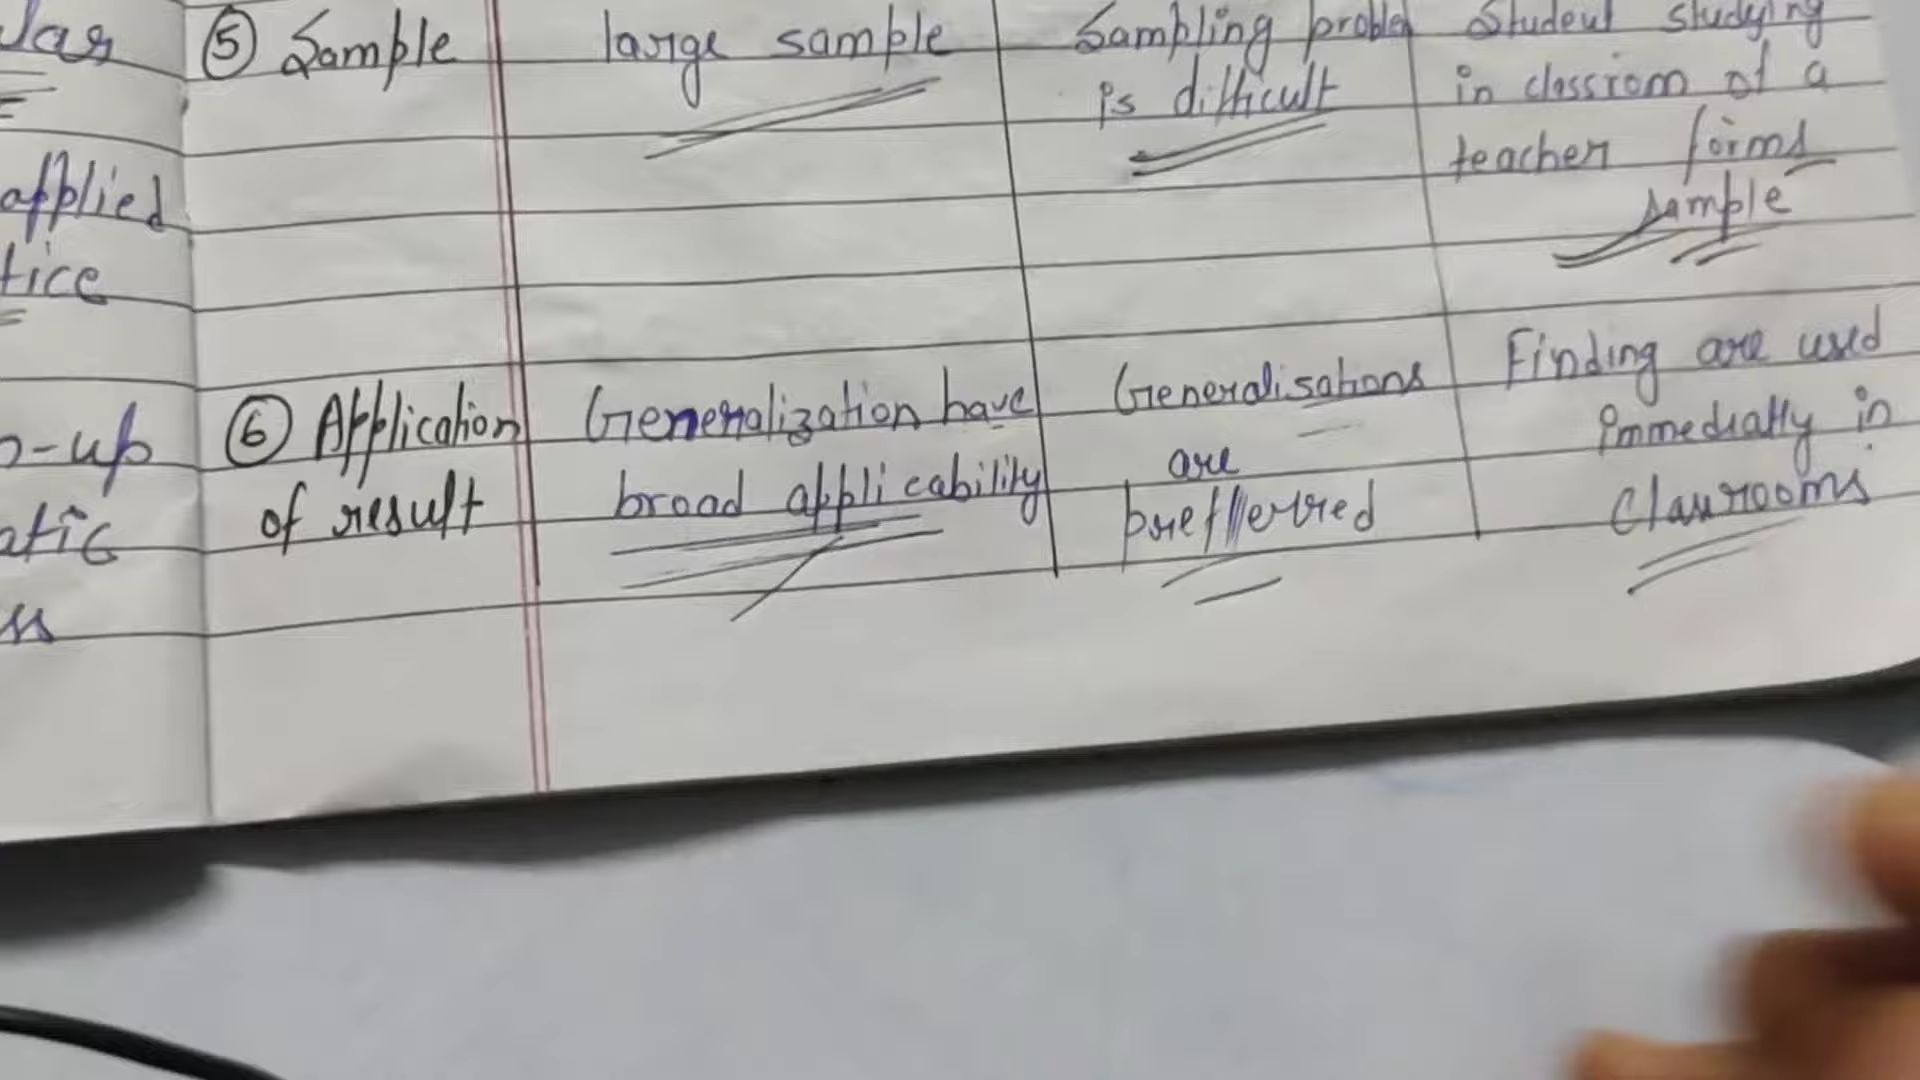 ⑤ Sample
large sample
Sampling problem
is difficult
Student studying
in classroom of a
teacher forms
sample
applied
tice
⑥ Application
of result
Generalization have
broad applicability
Generalisations
are
prefferred
Finding are used
immediatly in
classrooms
-up
atic
ss